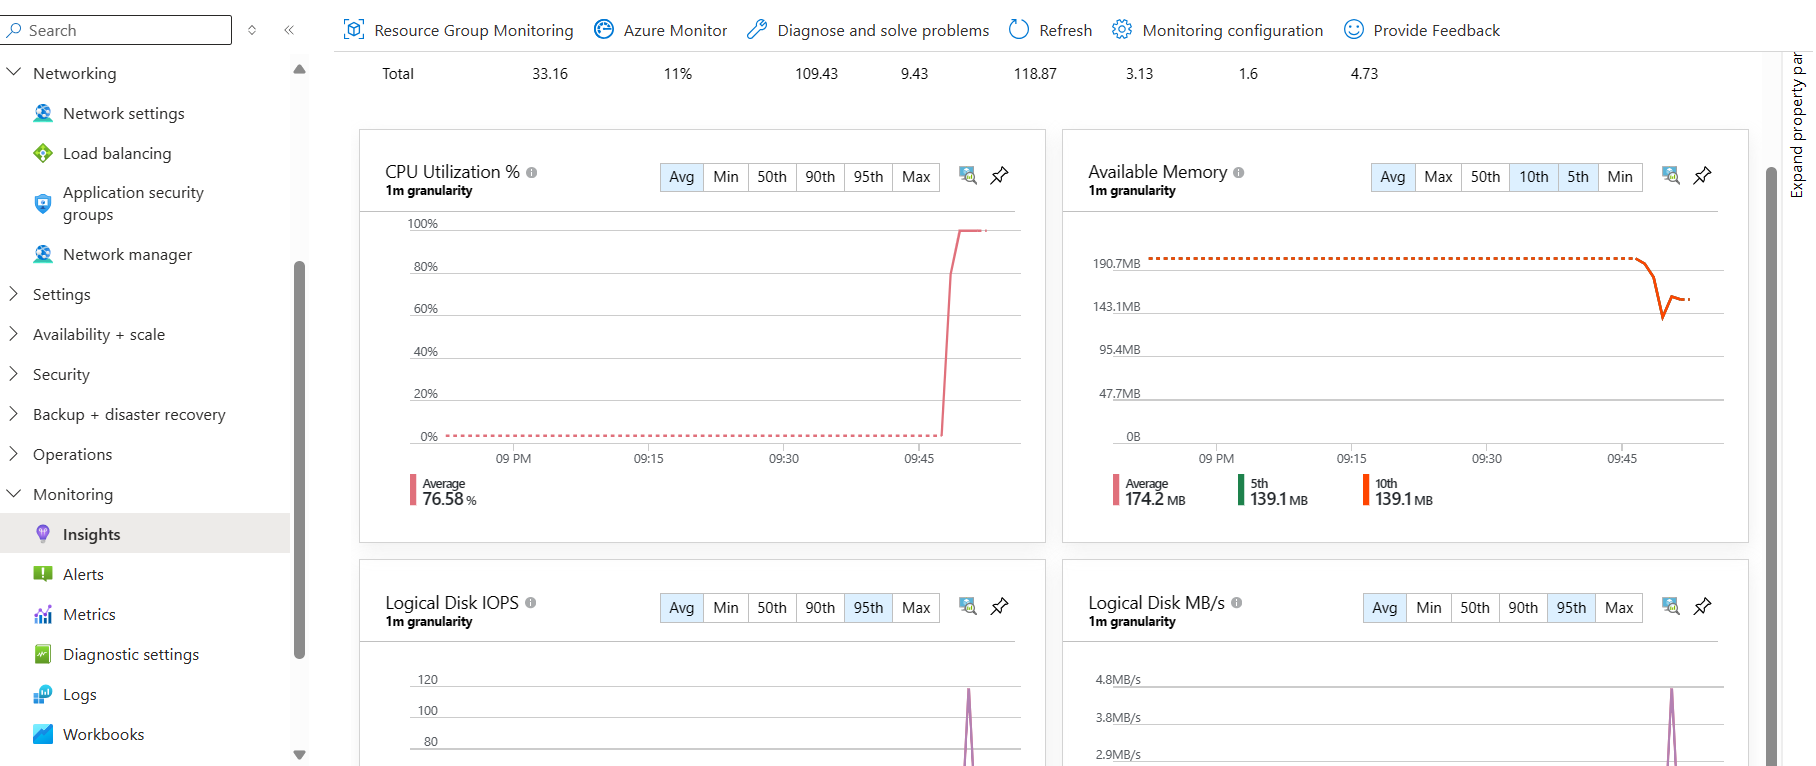 Search
Resource Group Monitoring
Azure Monitor
Diagnose and solve problems
Refresh
Monitoring configuration
Provide Feedback
Networking
Network settings
Load balancing
Application security
groups
Network manager
Settings
Availability + scale
Security
Backup + disaster recovery
Operations
Monitoring
Insights
Alerts
Metrics
Diagnostic settings
Logs
Workbooks
Total 33.16 11% 109.43 9.43 118.87 3.13 1.6 4.73
CPU Utilization %
1m granularity
Avg Min 50th 90th 95th Max
100%
80%
60%
40%
20%
0%
09 PM 09:15 09:30 09:45
Average
76.58 %
Available Memory
1m granularity
Avg Max 50th 10th 5th Min
190.7MB
143.1MB
95.4MB
47.7MB
0B
09 PM 09:15 09:30 09:45
Average
174.2 MB
5th
139.1 MB
10th
139.1 MB
Logical Disk IOPS
1m granularity
Avg Min 50th 90th 95th Max
120
100
80
Logical Disk MB/s
1m granularity
Avg Min 50th 90th 95th Max
4.8MB/s
3.8MB/s
2.9MB/s
Expand property par